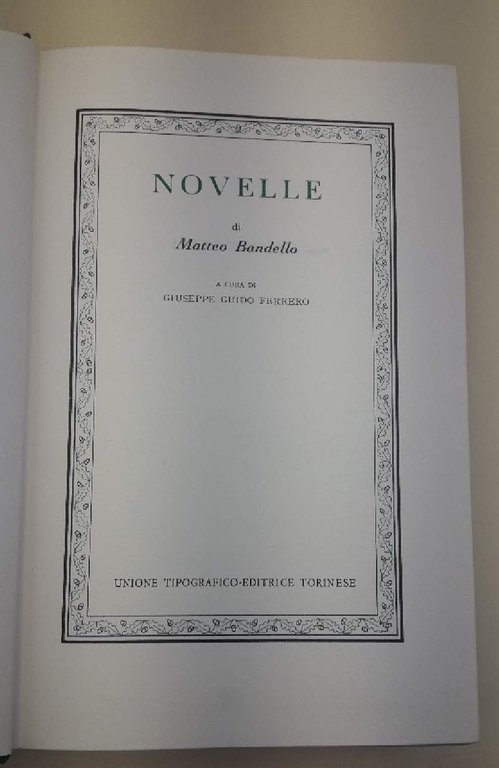 NOVELLE
di
Matteo Bandello
A CURA DI
GIUSEPPE GUIDO FERRERO
UNIONE TIPOGRAFICO-EDITRICE TORINESE